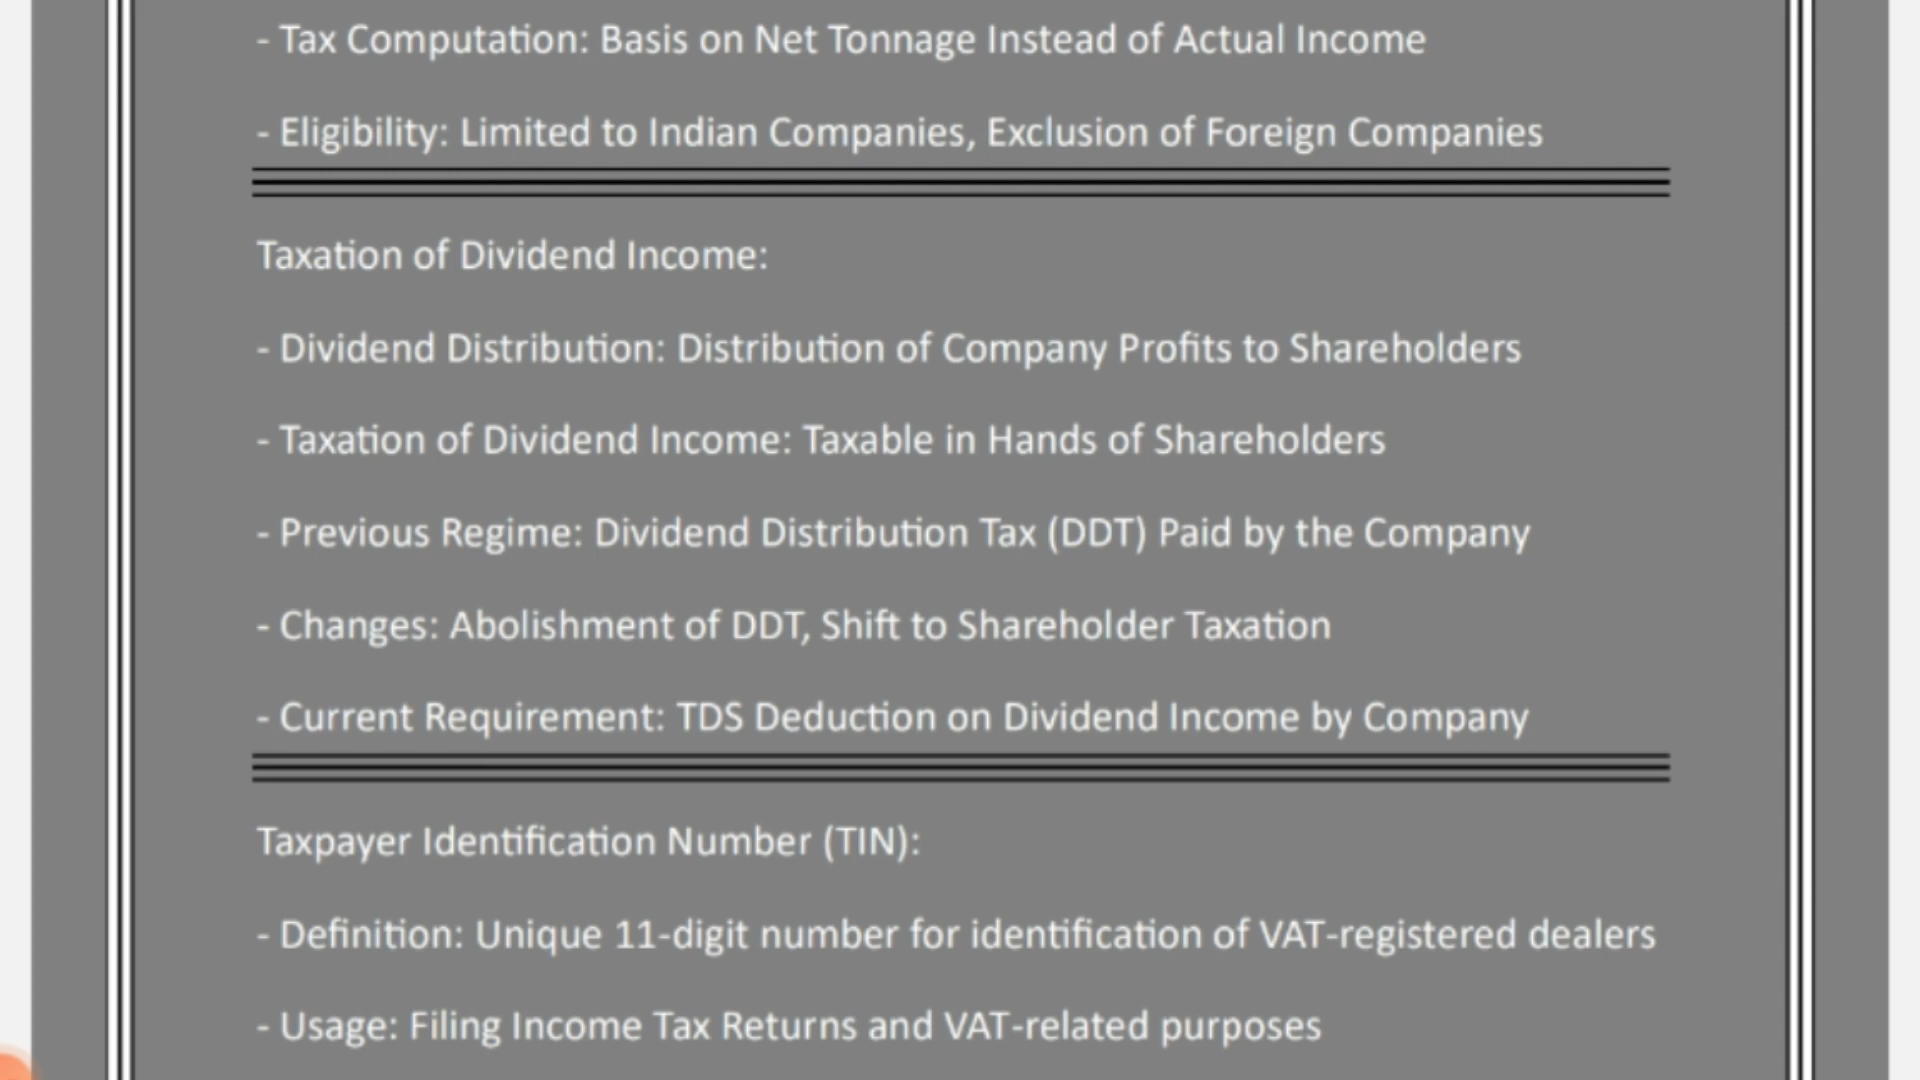 - Tax Computation: Basis on Net Tonnage Instead of Actual Income
- Eligibility: Limited to Indian Companies, Exclusion of Foreign Companies
Taxation of Dividend Income:
- Dividend Distribution: Distribution of Company Profits to Shareholders
- Taxation of Dividend Income: Taxable in Hands of Shareholders
- Previous Regime: Dividend Distribution Tax (DDT) Paid by the Company
- Changes: Abolishment of DDT, Shift to Shareholder Taxation
- Current Requirement: TDS Deduction on Dividend Income by Company
Taxpayer Identification Number (TIN):
- Definition: Unique 11-digit number for identification of VAT-registered dealers
- Usage: Filing Income Tax Returns and VAT-related purposes